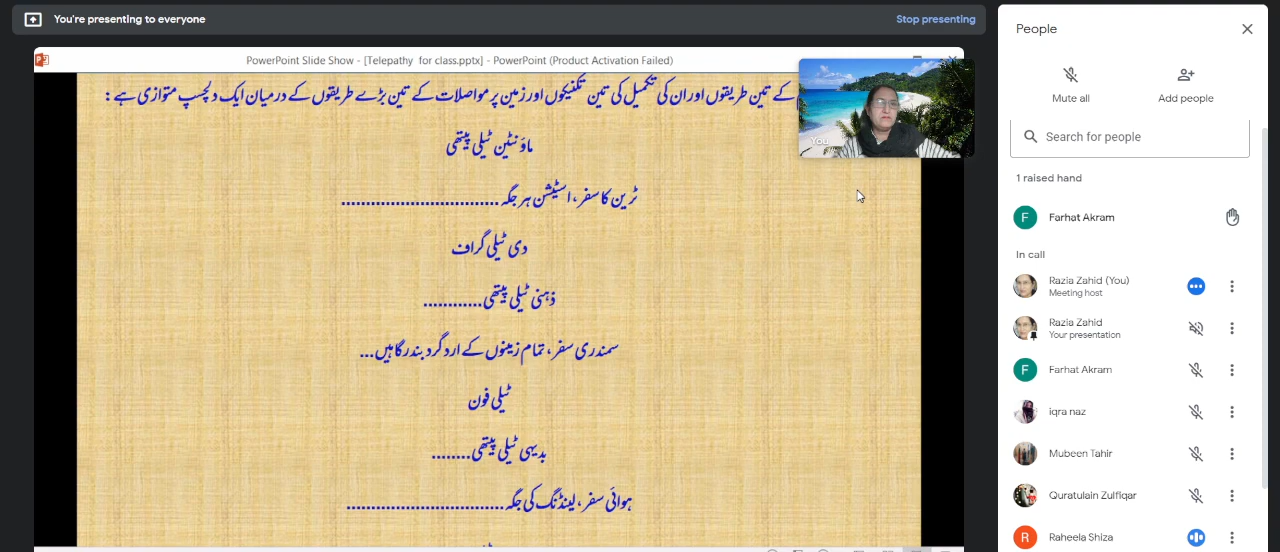 You're presenting to everyone
Stop presenting
PowerPoint Slide Show - [Telepathy for class.pptx] - PowerPoint (Product Activation Failed)
کے تین طریقوں اور ان کی تکمیل کی تین تکنیکوں اور زمین پر مواصلات کے تین بڑے طریقوں کے درمیان ایک دلچسپ متوازی ہے:
ماؤنٹین ٹیلی پیتھی
ٹرین کا سفر، اسٹیشن ہر جگہ................................
دی ٹیلی گراف
ذہنی ٹیلی پیتھی............
سمندری سفر، تمام زمینوں کے ارد گرد بندرگاہیں...
ٹیلی فون
بدیہی ٹیلی پیتھی........
ہوائی سفر، لینڈنگ کی جگہ................................
You
People
Mute all
Add people
Search for people
1 raised hand
F
Farhat Akram
In call
Razia Zahid (You)
Meeting host
Razia Zahid
Your presentation
F
Farhat Akram
iqra naz
Mubeen Tahir
Quratulain Zulfiqar
R
Raheela Shiza